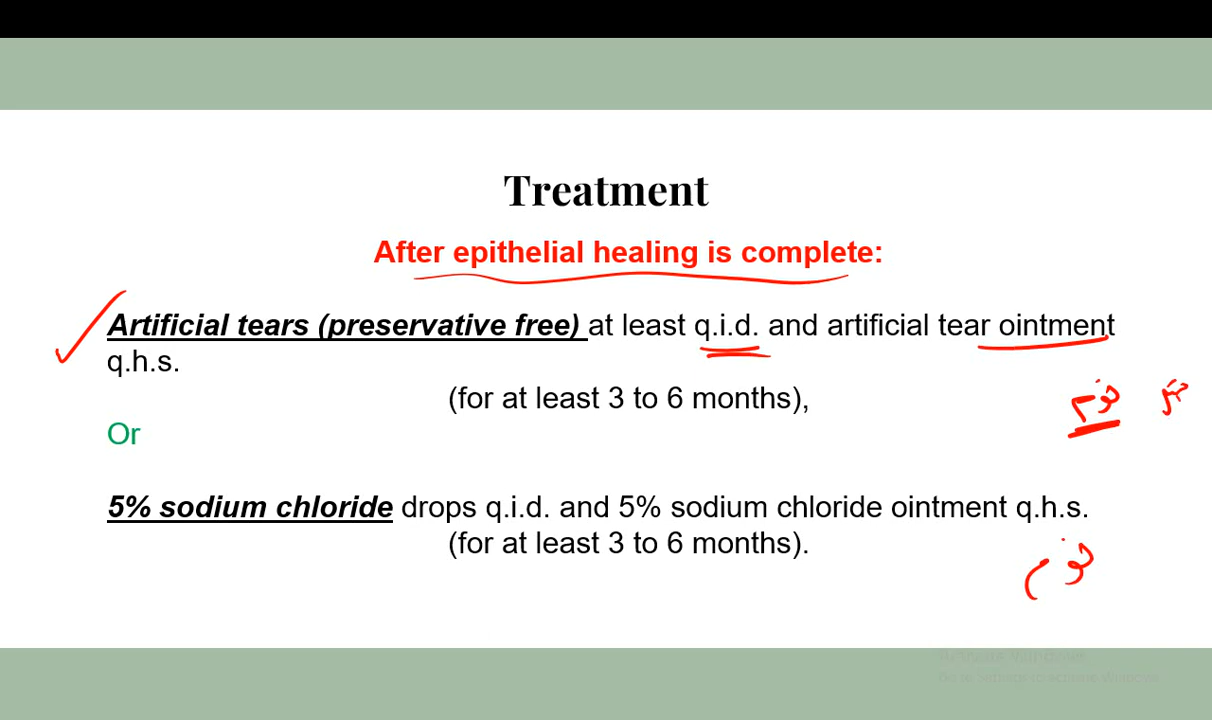 Treatment
After epithelial healing is complete:
Artificial tears (preservative free) at least q.i.d. and artificial tear ointment
q.h.s.
(for at least 3 to 6 months),
Or
5% sodium chloride drops q.i.d. and 5% sodium chloride ointment q.h.s.
(for at least 3 to 6 months).